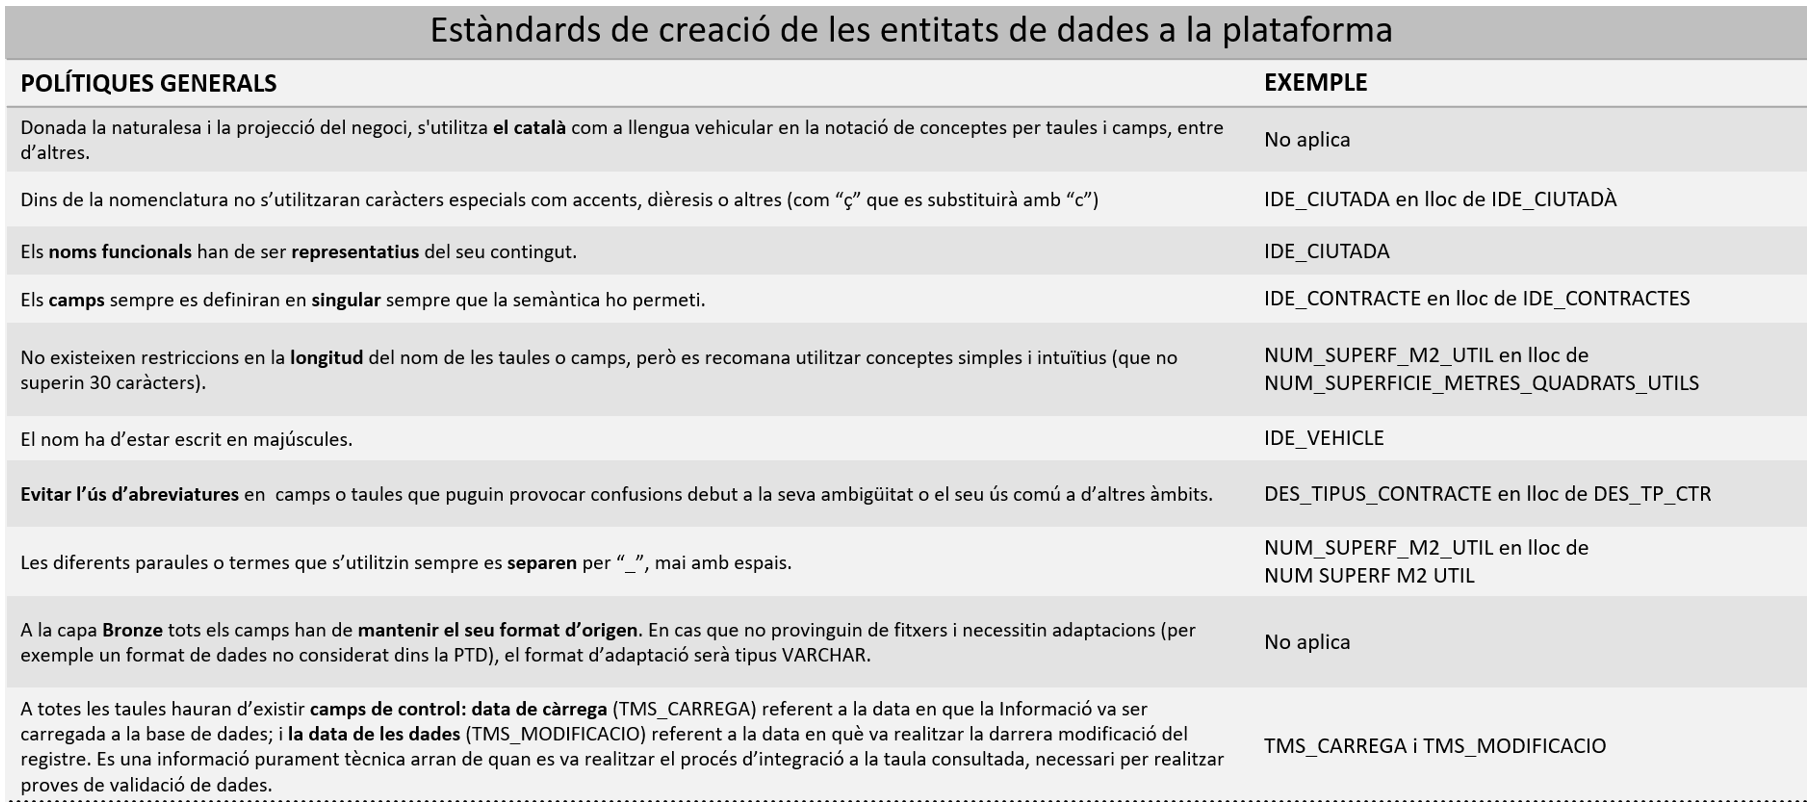 Estàndards de creació de les entitats de dades a la plataforma
POLÍTIQUES GENERALS
EXEMPLE
Donada la naturalesa i la projecció del negoci, s'utilitza el català com a llengua vehicular en la notació de conceptes per taules i camps, entre
d’altres.
No aplica
Dins de la nomenclatura no s’utilitzaran caràcters especials com accents, dièresis o altres (com “ç” que es substituirà amb “c”)
IDE_CIUTADA en lloc de IDE_CIUTADÀ
Els noms funcionals han de ser representatius del seu contingut.
IDE_CIUTADA
Els camps sempre es definiran en singular sempre que la semàntica ho permeti.
IDE_CONTRACTE en lloc de IDE_CONTRACTES
No existeixen restriccions en la longitud del nom de les taules o camps, però es recomana utilitzar conceptes simples i intuïtius (que no
superin 30 caràcters).
NUM_SUPERF_M2_UTIL en lloc de
NUM_SUPERFICIE_METRES_QUADRATS_UTILS
El nom ha d’estar escrit en majúscules.
IDE_VEHICLE
Evitar l’ús d’abreviatures en  camps o taules que puguin provocar confusions debut a la seva ambigüitat o el seu ús comú a d’altres àmbits.
DES_TIPUS_CONTRACTE en lloc de DES_TP_CTR
Les diferents paraules o termes que s’utilitzin sempre es separen per “_”, mai amb espais.
NUM_SUPERF_M2_UTIL en lloc de
NUM SUPERF M2 UTIL
A la capa Bronze tots els camps han de mantenir el seu format d’origen. En cas que no provinguin de fitxers i necessitin adaptacions (per
exemple un format de dades no considerat dins la PTD), el format d’adaptació serà tipus VARCHAR.
No aplica
A totes les taules hauran d’existir camps de control: data de càrrega (TMS_CARREGA) referent a la data en que la Informació va ser
carregada a la base de dades; i la data de les dades (TMS_MODIFICACIO) referent a la data en què va realitzar la darrera modificació del
registre. Es una informació purament tècnica arran de quan es va realitzar el procés d’integració a la taula consultada, necessari per realitzar
proves de validació de dades.
TMS_CARREGA i TMS_MODIFICACIO